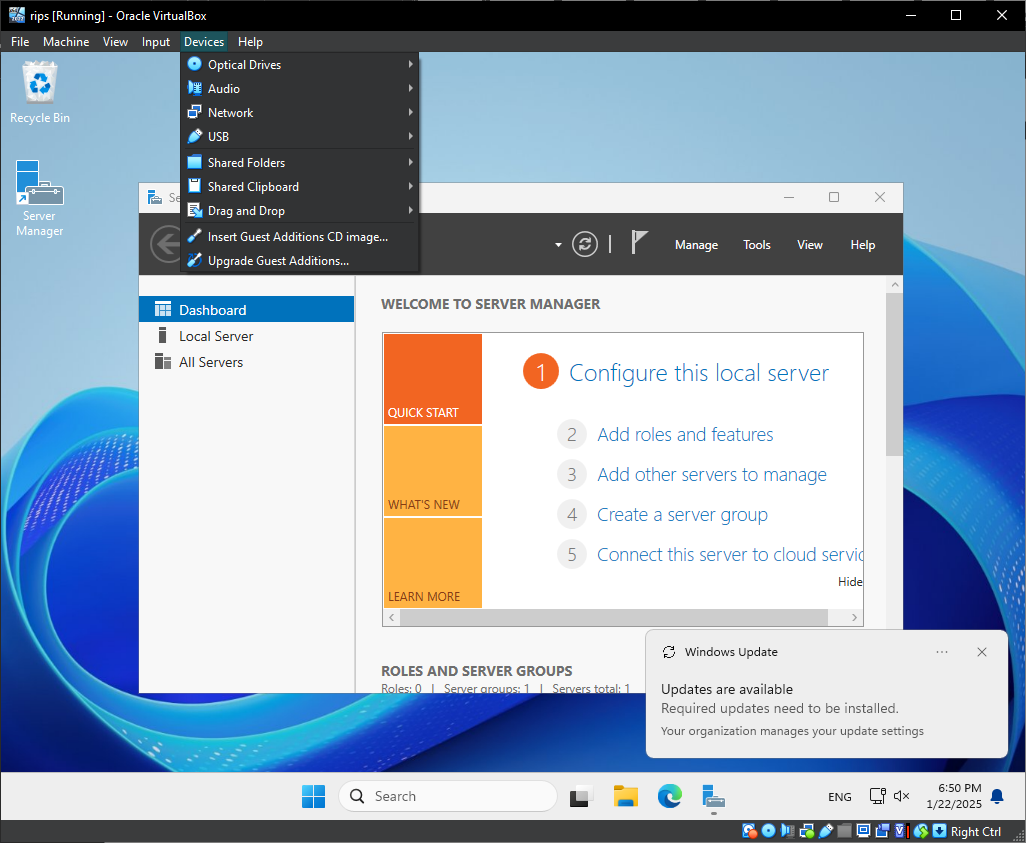 rips [Running] - Oracle VirtualBox
File Machine View Input Devices Help
Optical Drives
Audio
Network
USB
Shared Folders
Shared Clipboard
Drag and Drop
Insert Guest Additions CD image...
Upgrade Guest Additions...
Recycle Bin
Server
Manager
Manage Tools View Help
Dashboard
Local Server
All Servers
WELCOME TO SERVER MANAGER
QUICK START
WHAT'S NEW
LEARN MORE
1 Configure this local server
2 Add roles and features
3 Add other servers to manage
4 Create a server group
5 Connect this server to cloud servic
Hide
ROLES AND SERVER GROUPS
Roles: 0 | Server groups: 1 | Servers total: 1
Windows Update
Updates are available
Required updates need to be installed.
Your organization manages your update settings
Search
ENG
6:50 PM
1/22/2025
Right Ctrl